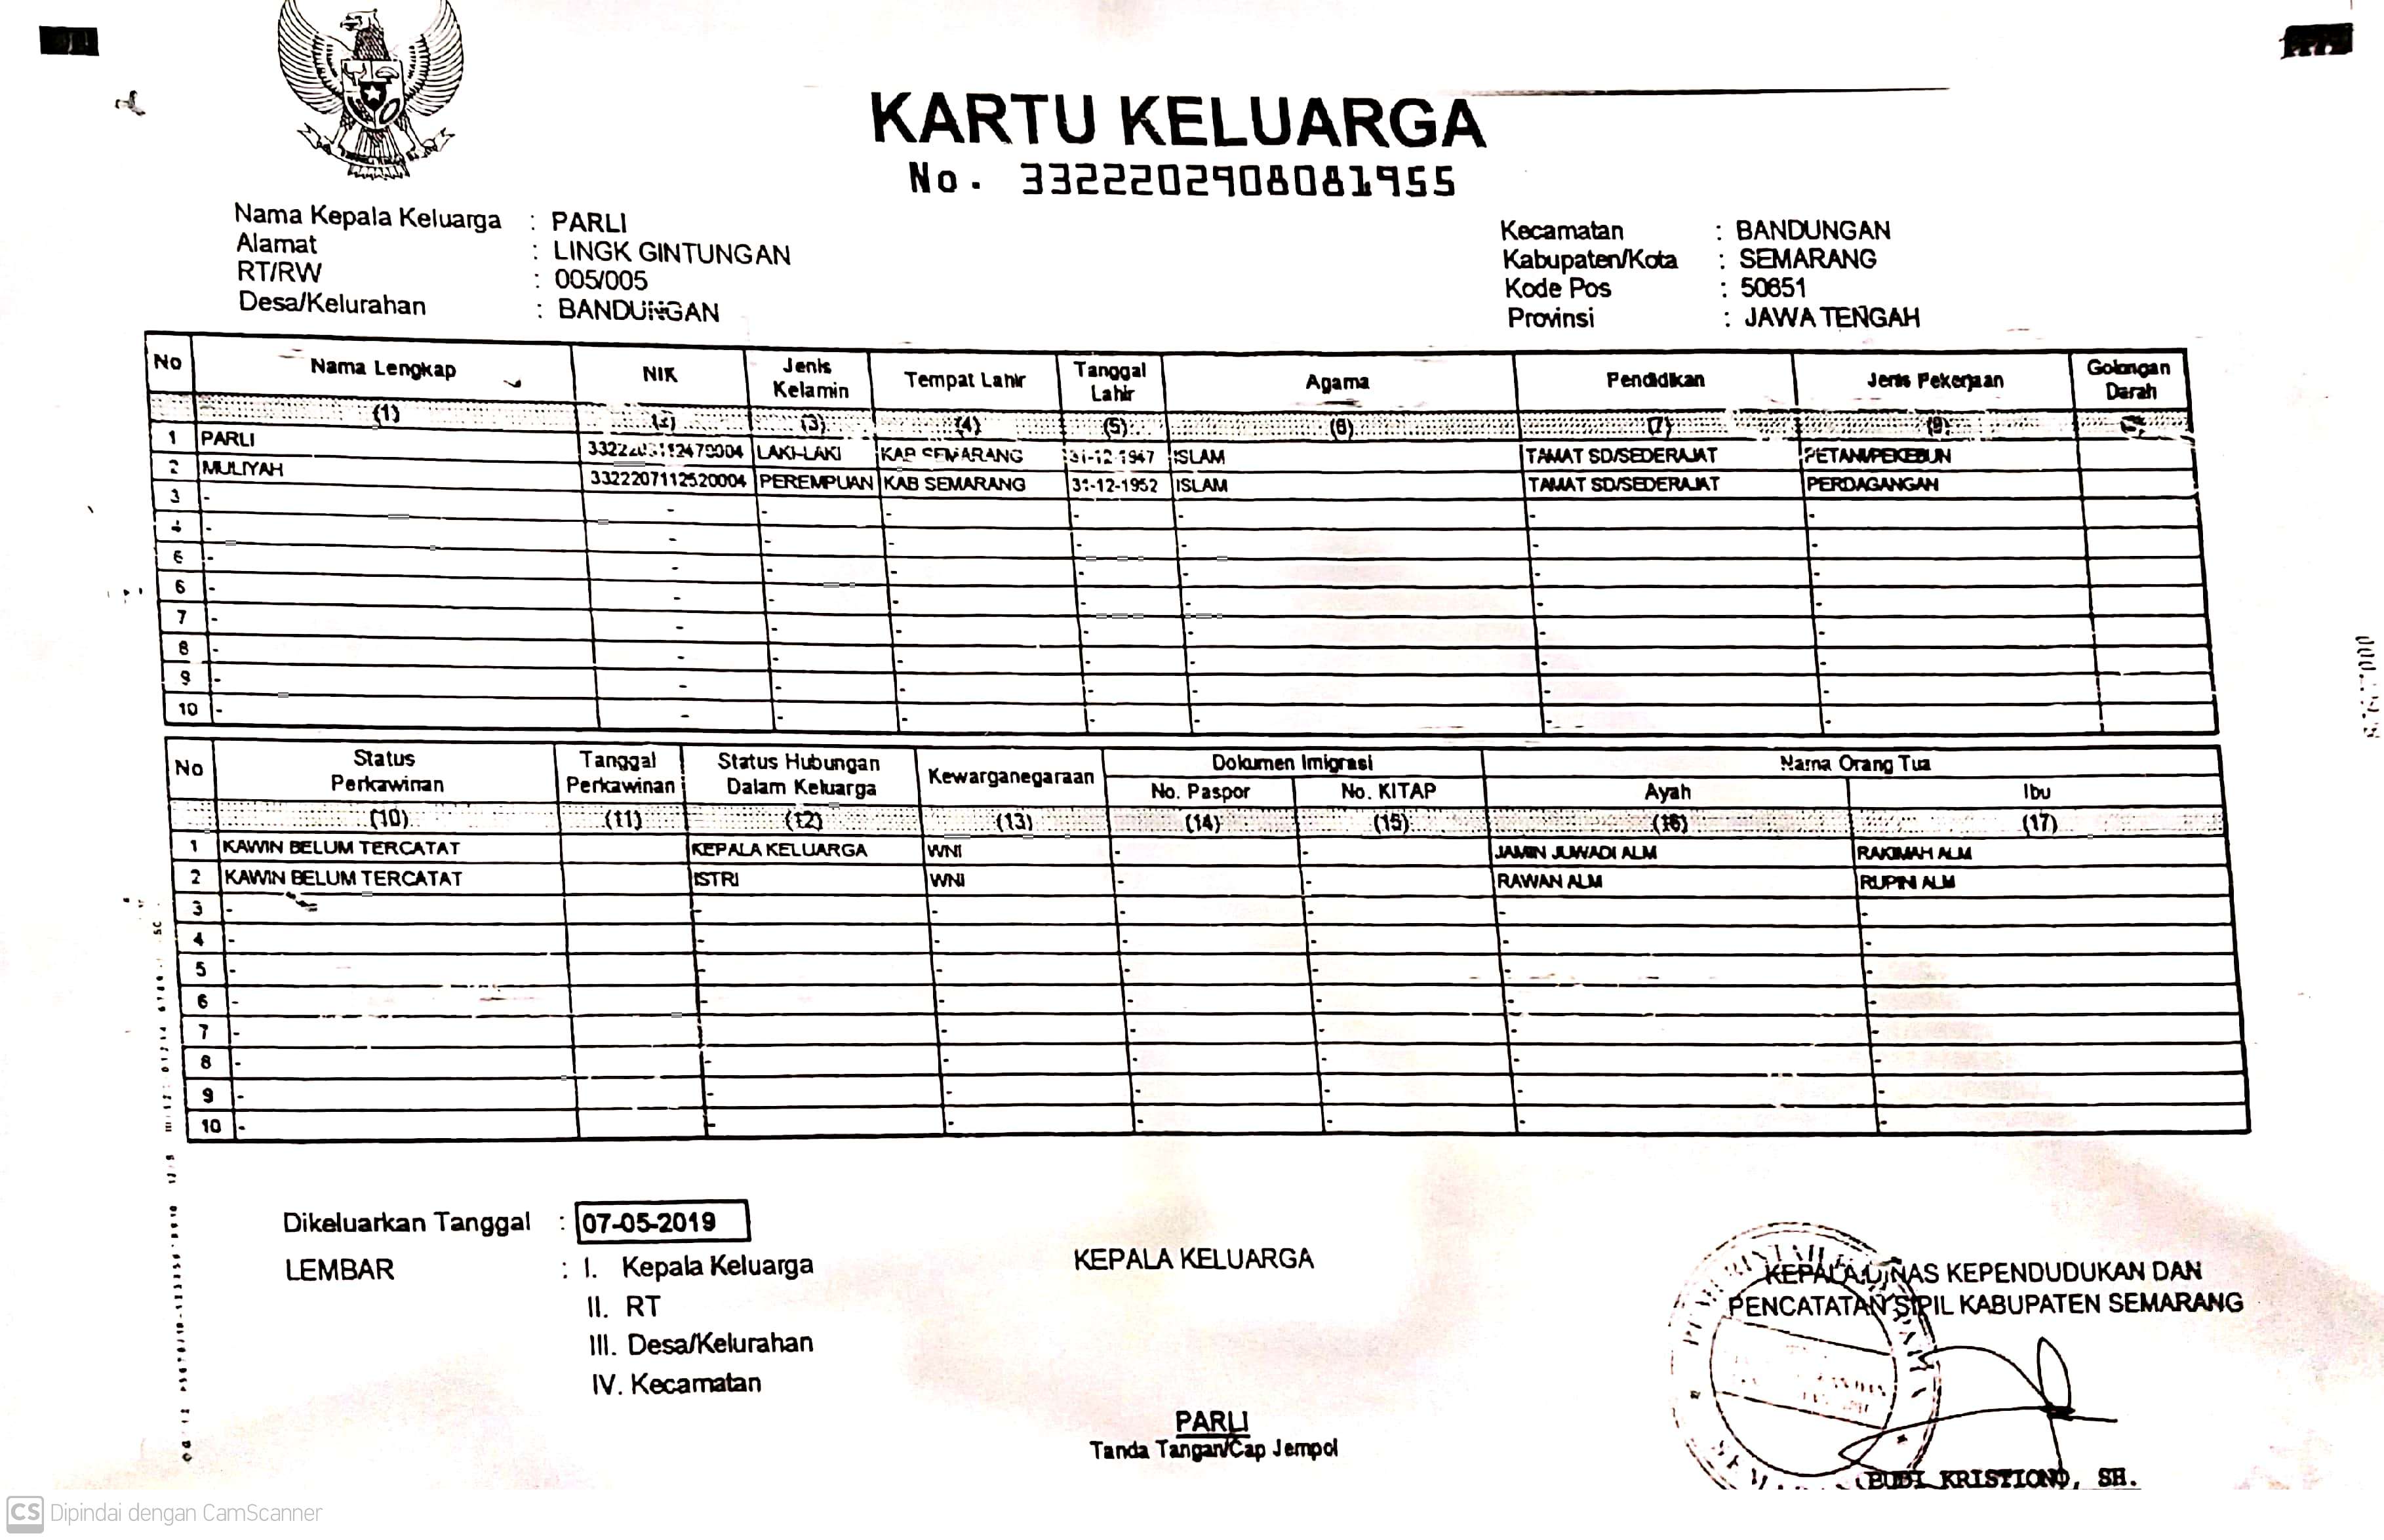 KARTU KELUARGA
No. 3322202908081955
Nama Kepala Keluarga : PARLI
Alamat : LINGK GINTUNGAN
RT/RW : 005/005
Desa/Kelurahan : BANDUNGAN
Kecamatan : BANDUNGAN
Kabupaten/Kota : SEMARANG
Kode Pos : 50651
Provinsi : JAWA TENGAH
No Nama Lengkap NIK Jenis Kelamin Tempat Lahir Tanggal Lahir Agama Pendidikan Jenis Pekerjaan Golongan Darah
(1) (2) (3) (4) (5) (6) (7) (8)
1 PARLI LAKI-LAKI KAB SEMARANG 31-12-1947 ISLAM TAMAT SD/SEDERAJAT PETANI/PEKEBUN
2 MULIYAH 3322207112520004 PEREMPUAN KAB SEMARANG 31-12-1952 ISLAM TAMAT SD/SEDERAJAT PERDAGANGAN
3 - - - - - - - -
4 - - - - - - - -
5 - - - - - - - -
6 - - - - - - - -
7 - - - - - - - -
8 - - - - - - - -
9 - - - - - - - -
10 - - - - - - - -
No Status Perkawinan Tanggal Perkawinan Status Hubungan Dalam Keluarga Kewarganegaraan Dokumen Imigrasi Nama Orang Tua
No. Paspor No. KITAP Ayah Ibu
(10) (11) (12) (13) (14) (15) (16) (17)
1 KAWIN BELUM TERCATAT KEPALA KELUARGA WNI - - JAMIN JUWADI ALM RAKIMAH ALM
2 KAWIN BELUM TERCATAT ISTRI WNI - - RAWAN ALM RUPINI ALM
3 - - - - - - -
4 - - - - - - -
5 - - - - - - -
6 - - - - - - -
7 - - - - - - -
8 - - - - - - -
9 - - - - - - -
10 - - - - - - -
Dikeluarkan Tanggal : 07-05-2019
LEMBAR : I. Kepala Keluarga
II. RT
III. Desa/Kelurahan
IV. Kecamatan
KEPALA KELUARGA
PARLI
Tanda Tangan/Cap Jempol
KEPALA DINAS KEPENDUDUKAN DAN
PENCATATAN SIPIL KABUPATEN SEMARANG
BUDI KRISTIONO, SH.
CS Dipindai dengan CamScanner